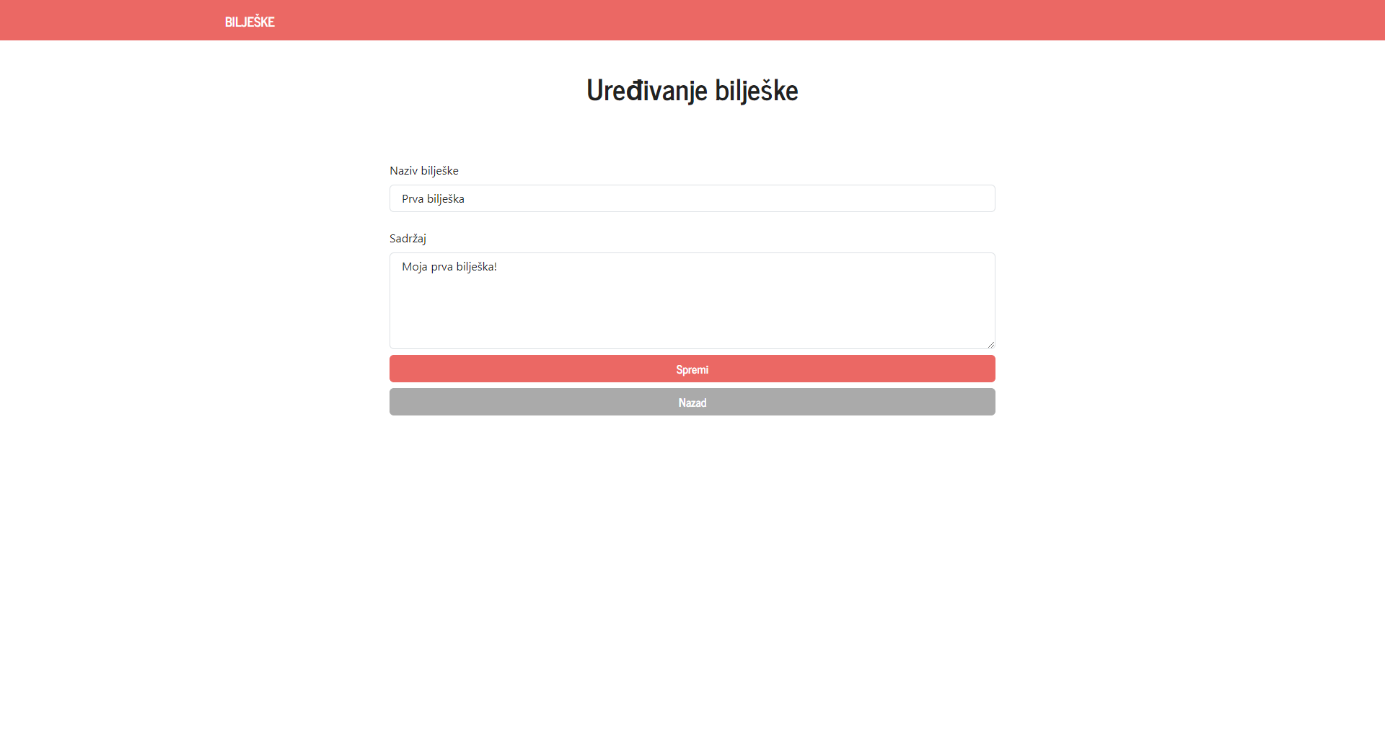 BILJEŠKE
Uređivanje bilješke
Naziv bilješke
Prva bilješka
Sadržaj
Moja prva bilješka!
Spremi
Nazad